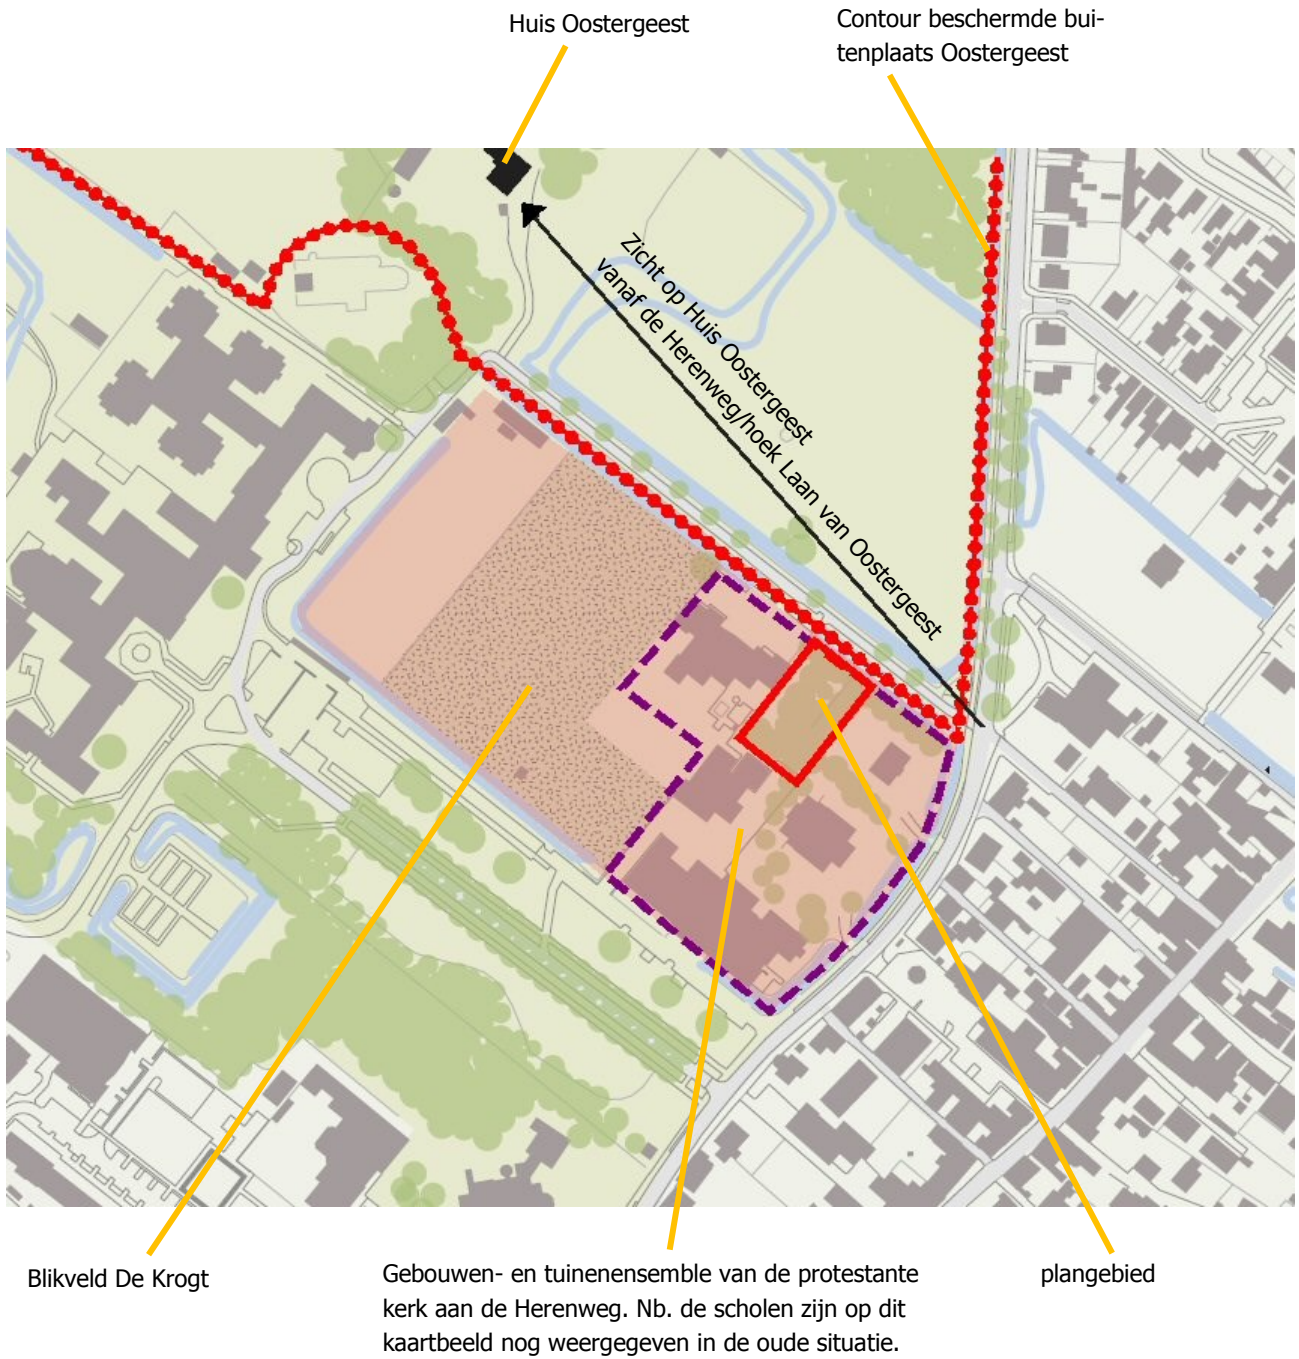 Huis Oostergeest
Contour beschermde bui-
tenplaats Oostergeest
Zicht op Huis Oostergeest
vanaf de Herenweg/hoek Laan van Oostergeest
Blikveld De Krogt
Gebouwen- en tuinenensemble van de protestante
kerk aan de Herenweg. Nb. de scholen zijn op dit
kaartbeeld nog weergegeven in de oude situatie.
plangebied